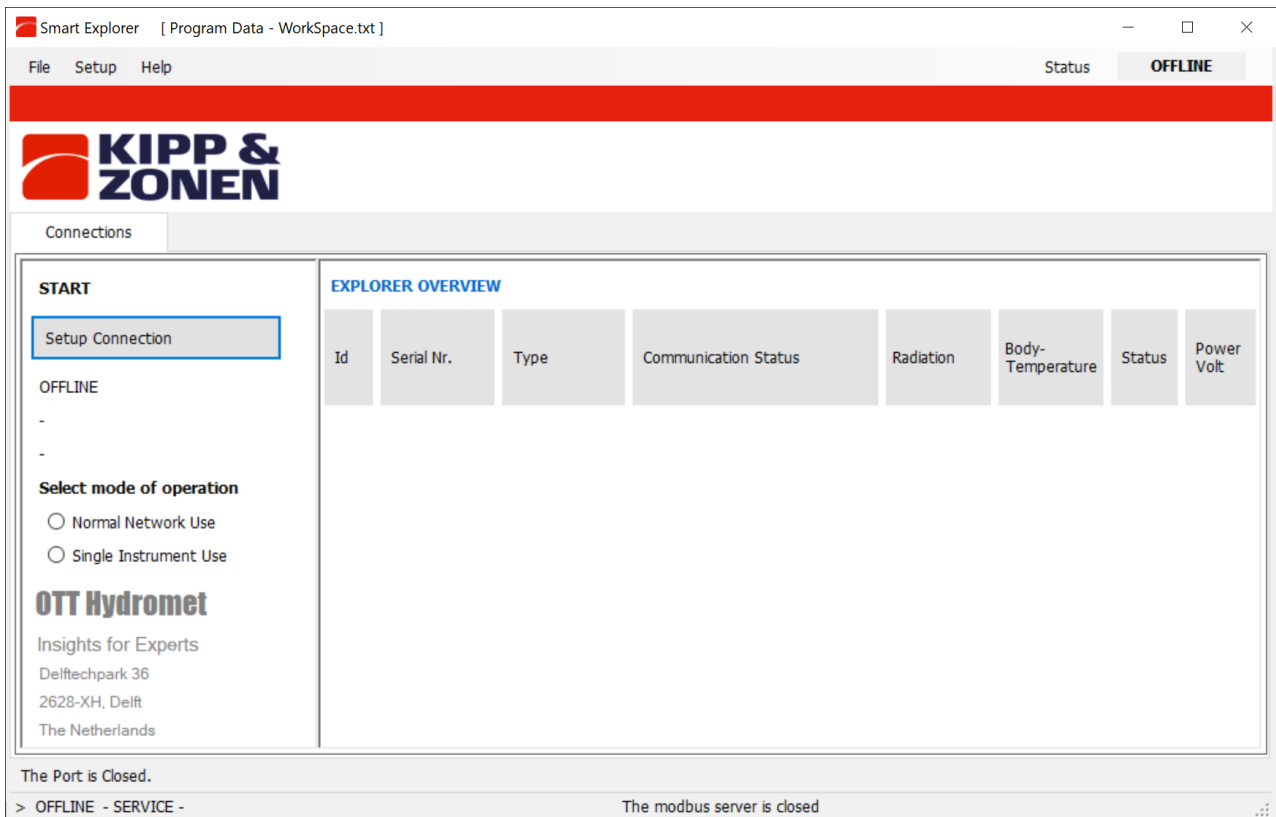 Smart Explorer [ Program Data - WorkSpace.txt ]
File Setup Help Status OFFLINE
KIPP &
ZONEN
Connections
START
Setup Connection
OFFLINE
-
-
Select mode of operation
Normal Network Use
Single Instrument Use
OTT Hydromet
Insights for Experts
Delftechpark 36
2628-XH, Delft
The Netherlands
EXPLORER OVERVIEW
Id Serial Nr. Type Communication Status Radiation Body-Temperature Status Power Volt
The Port is Closed.
> OFFLINE - SERVICE - The modbus server is closed